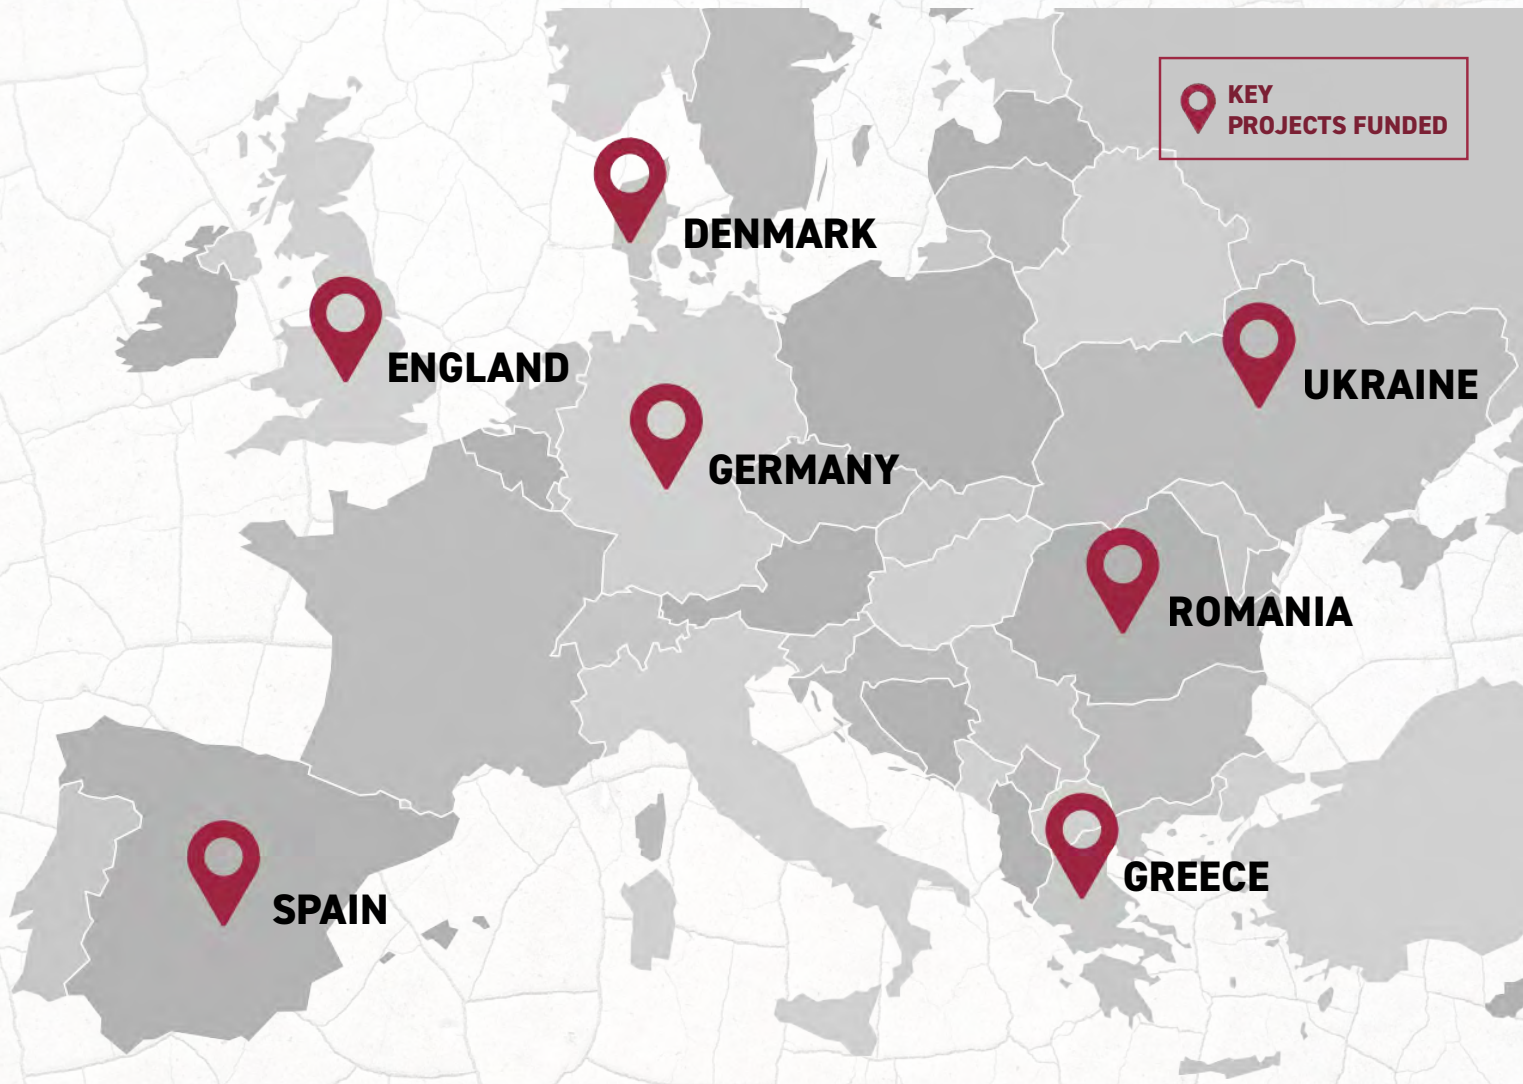 KEY
PROJECTS FUNDED
DENMARK
ENGLAND
UKRAINE
GERMANY
ROMANIA
GREECE
SPAIN